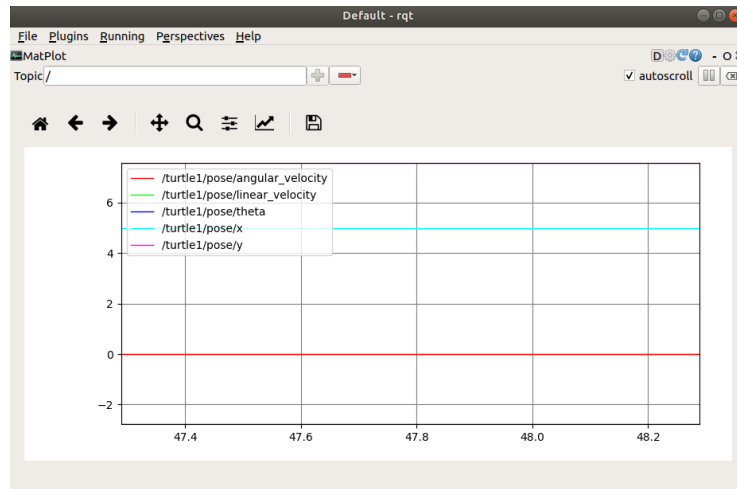 Default - rqt
File Plugins Running Perspectives Help
MatPlot D - O
Topic / autoscroll
/turtle1/pose/angular_velocity
/turtle1/pose/linear_velocity
/turtle1/pose/theta
/turtle1/pose/x
/turtle1/pose/y
6
4
2
0
−2
47.4 47.6 47.8 48.0 48.2